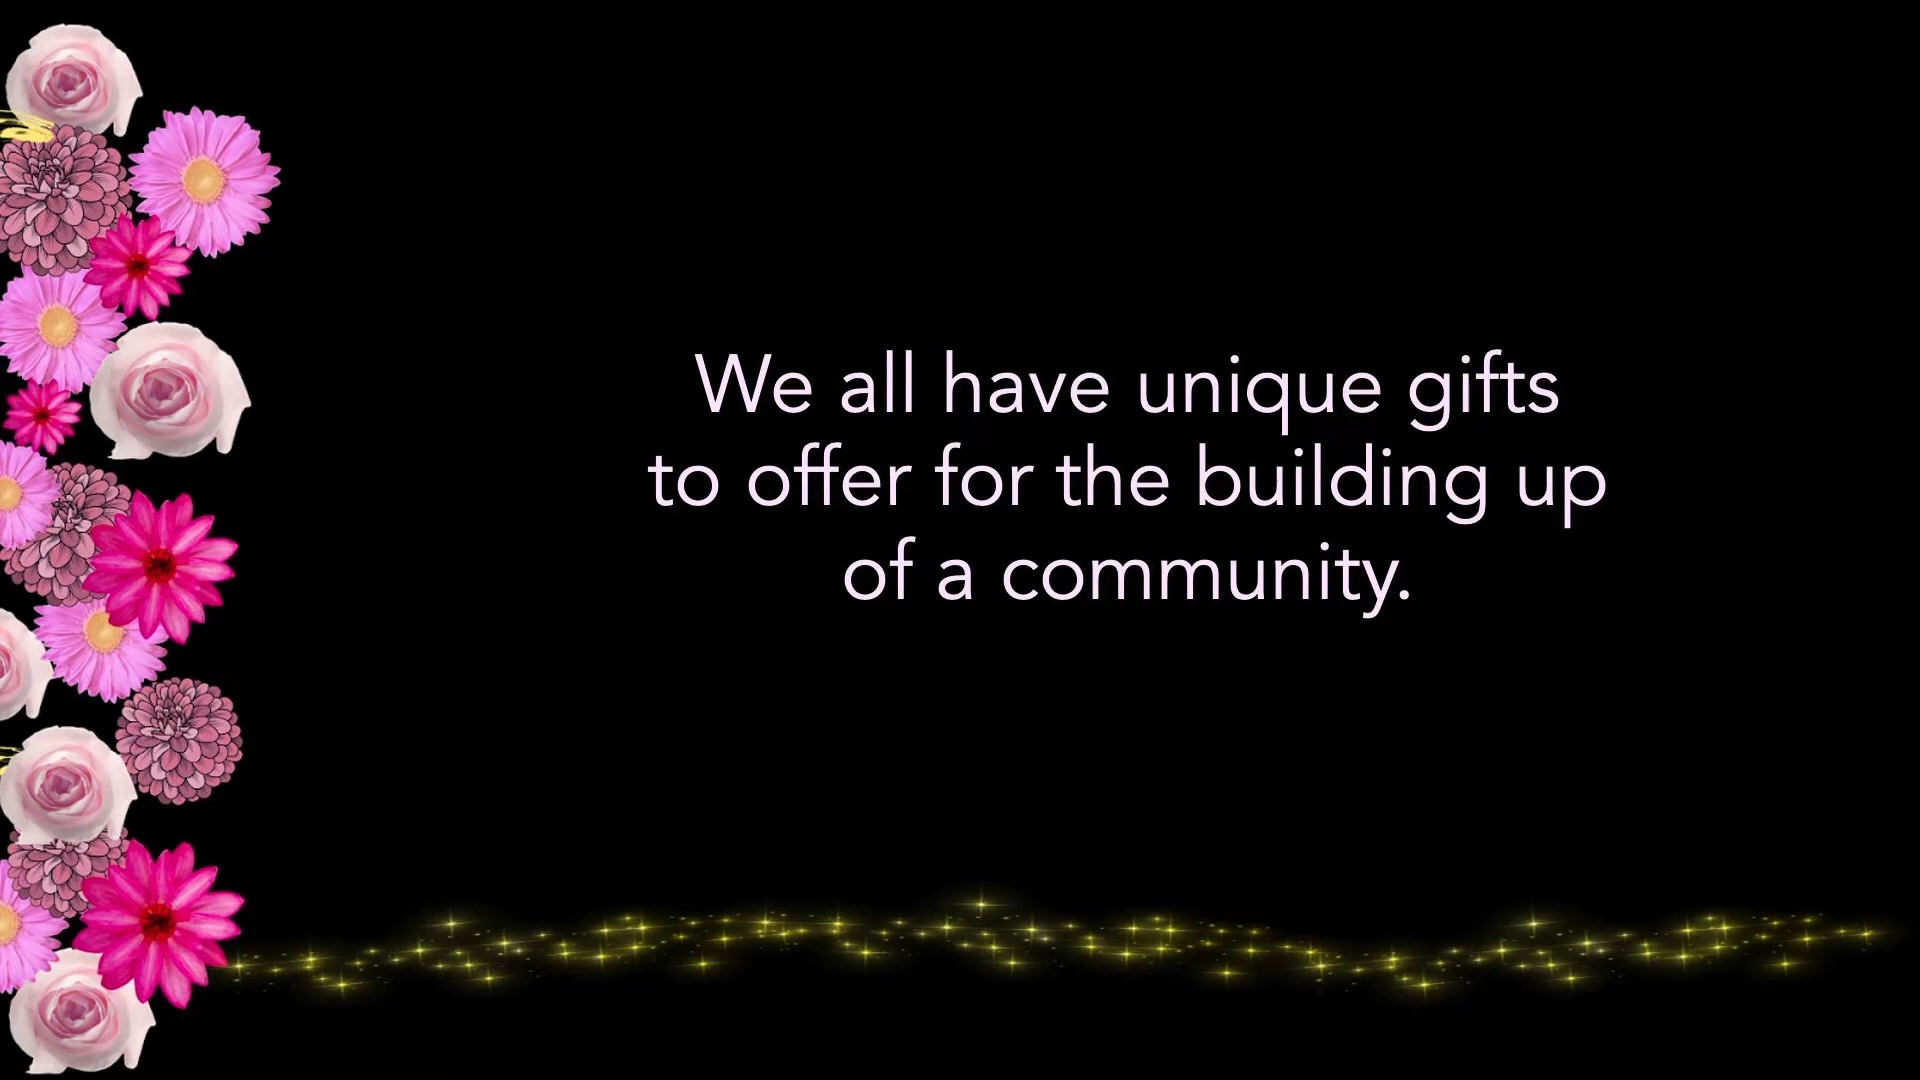 We all have unique gifts
to offer for the building up
of a community.